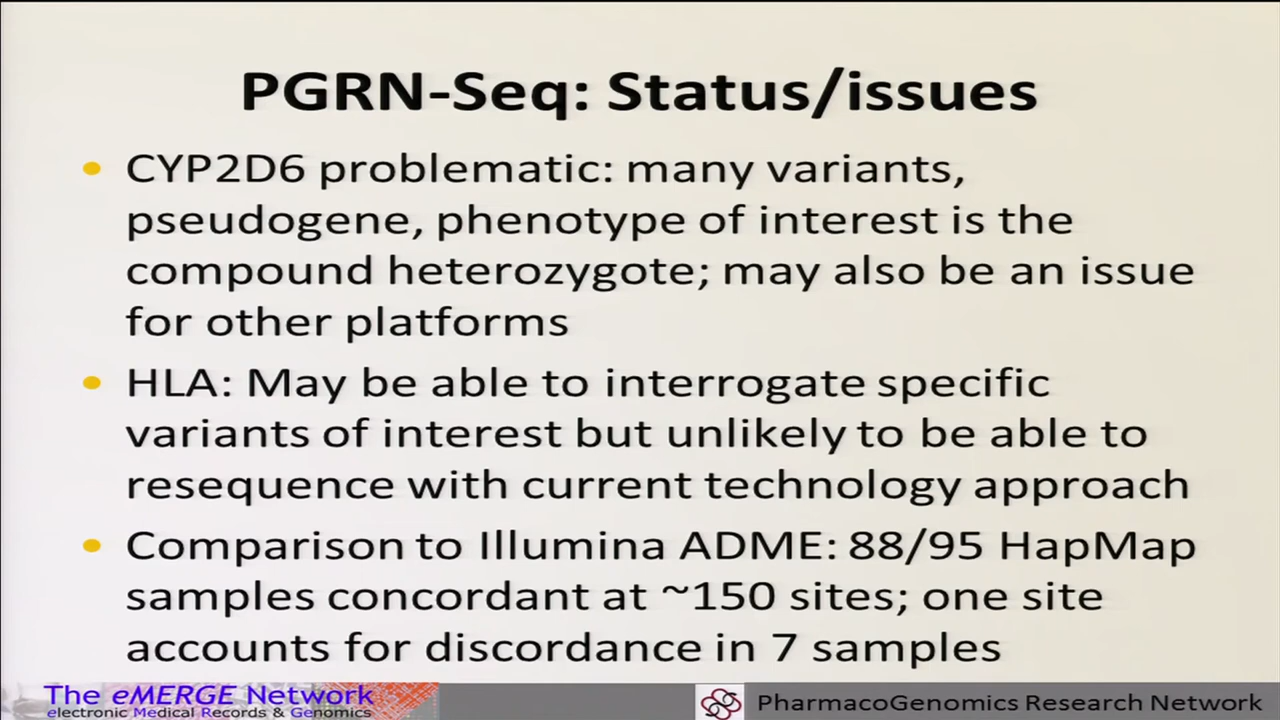 PGRN-Seq: Status/issues
• CYP2D6 problematic: many variants,
pseudogene, phenotype of interest is the
compound heterozygote; may also be an issue
for other platforms
• HLA: May be able to interrogate specific
variants of interest but unlikely to be able to
resequence with current technology approach
• Comparison to Illumina ADME: 88/95 HapMap
samples concordant at ~150 sites; one site
accounts for discordance in 7 samples
The eMERGE Network
electronic Medical Records & Genomics
PharmacoGenomics Research Network